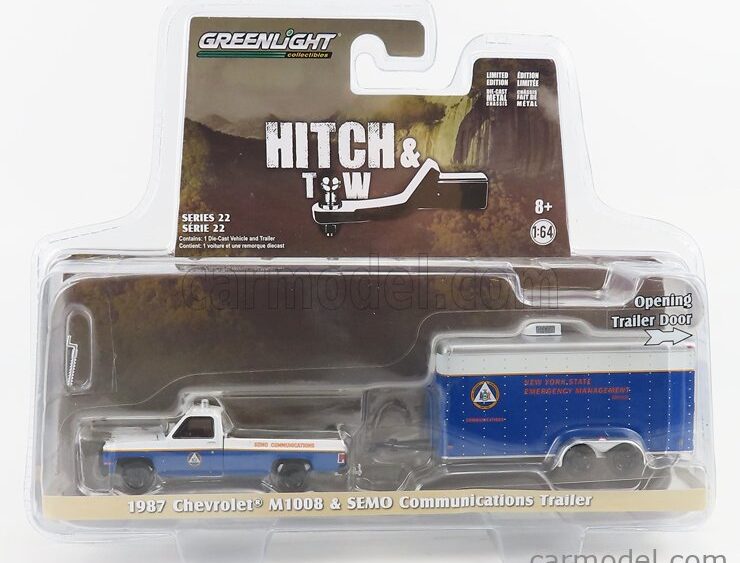 GREENLIGHT
collectibles
LIMITED EDITION
ÉDITION LIMITÉE
DIE-CAST METAL CHASSIS
CHÂSSIS FAIT DE MÉTAL
HITCH &
TOW
8+
1:64
SERIES 22
SÉRIE 22
Contains: 1 Die-Cast Vehicle and Trailer
Contient: 1 voiture et une remorque diecast
carmodel.com
Opening
Trailer Door
NEW YORK STATE
EMERGENCY MANAGEMENT
OFFICE
COMMUNICATIONS
SEMO COMMUNICATIONS
1987 Chevrolet® M1008 & SEMO Communications Trailer
carmodel.com